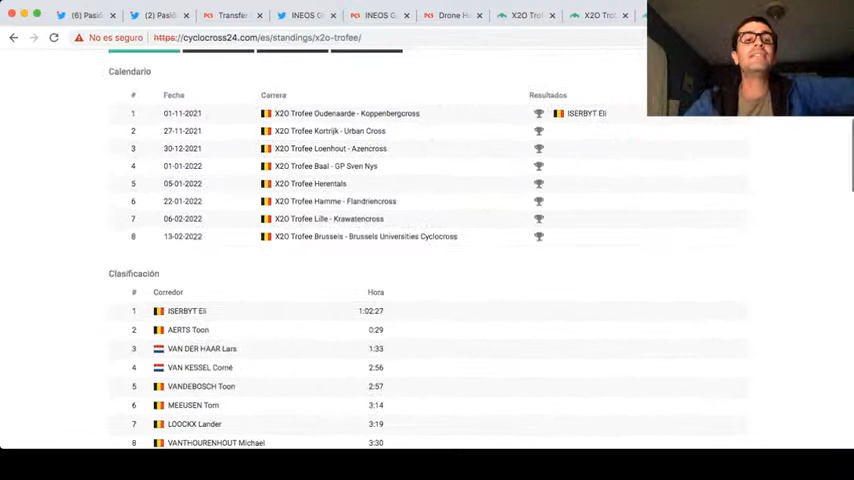 (6) Pasió
(2) Pasió
PCS Transfer
INEOS G
PCS INEOS G
PCS Drone H
X2O Tro
X2O Tro
No es seguro https://cyclocross24.com/es/standings/x2o-trofee/
Calendario
# Fecha Carrera Resultados
1 01-11-2021 X2O Trofee Oudenaarde - Koppenbergcross ISERBYT Eli
2 27-11-2021 X2O Trofee Kortrijk - Urban Cross
3 30-12-2021 X2O Trofee Loenhout - Azencross
4 01-01-2022 X2O Trofee Baal - GP Sven Nys
5 05-01-2022 X2O Trofee Herentals
6 22-01-2022 X2O Trofee Hamme - Flandriencross
7 06-02-2022 X2O Trofee Lille - Krawatencross
8 13-02-2022 X2O Trofee Brussels - Brussels Universities Cyclocross
Clasificación
# Corredor Hora
1 ISERBYT Eli 1:02:27
2 AERTS Toon 0:29
3 VAN DER HAAR Lars 1:33
4 VAN KESSEL Corné 2:56
5 VANDEBOSCH Toon 2:57
6 MEEUSEN Tom 3:14
7 LOOCKX Lander 3:19
8 VANTHOURENHOUT Michael 3:30